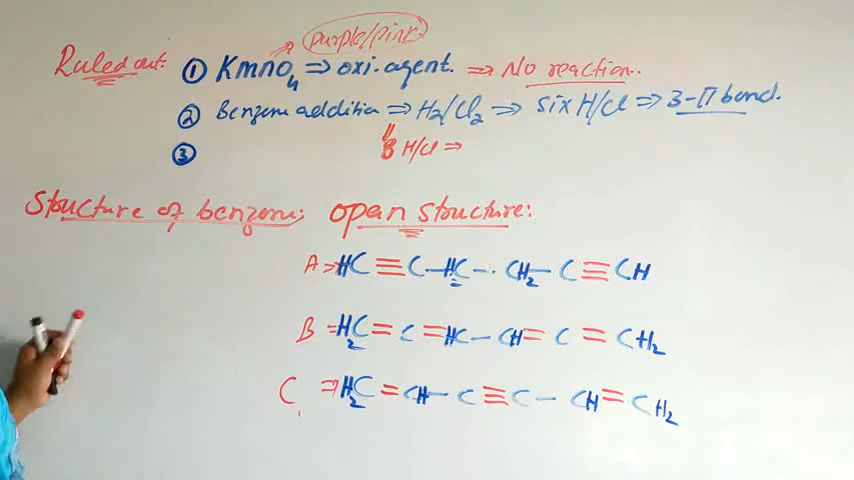 purple/pink
Ruled out: ① KmnO4 ⇒ oxi.agent. ⇒ No reaction.
② Benzene addition ⇒ H2/Cl2 ⇒ six H/Cl ⇒ 3-π bond.
③ 8 H/Cl ⇒
Structure of benzene; open structure:
A ⇒ HC ≡ C – HC – · CH2 – C ≡ CH
B ⇒ H2C = C = HC – CH = C = CH2
C ⇒ H2C = CH – C ≡ C – CH = CH2